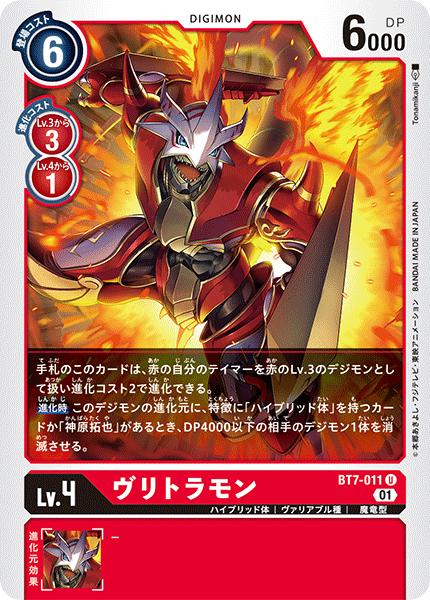 登場コスト
6
DIGIMON
6000
DP
進化コスト
Lv.3から
3
Lv.4から
1
Tonamikanji
手札のこのカードは、赤の自分のテイマーを赤のLv.3のデジモンとし
て扱い進化コスト2で進化できる。
進化時 このデジモンの進化元に、特徴に「ハイブリッド体」を持つカー
ドか「神原拓也」があるとき、DP4000以下の相手のデジモン1体を消
滅させる。
©本郷あきよし・フジテレビ・東映アニメーション BANDAI MADE IN JAPAN
BT7-011 U
Lv.4
ヴリトラモン
01
ハイブリッド体 | ヴァリアブル種 | 魔竜型
進化元効果
-